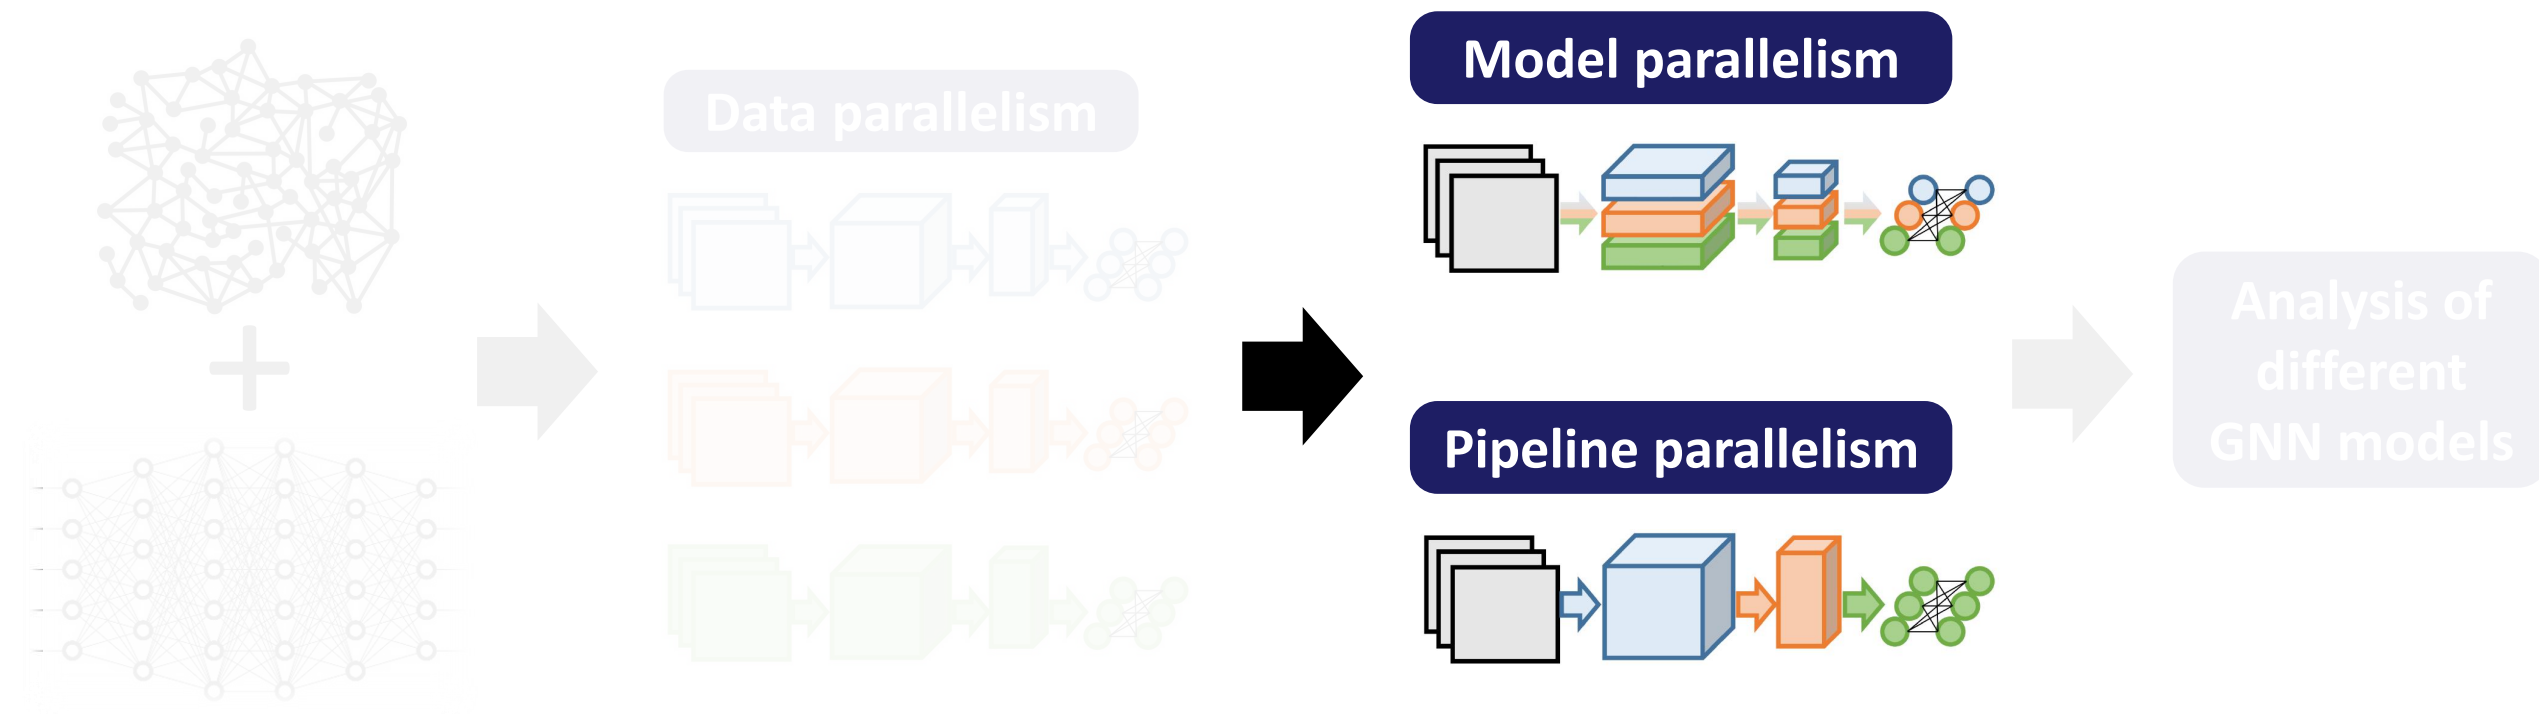 Data parallelism
Model parallelism
Pipeline parallelism
Analysis of
different
GNN models